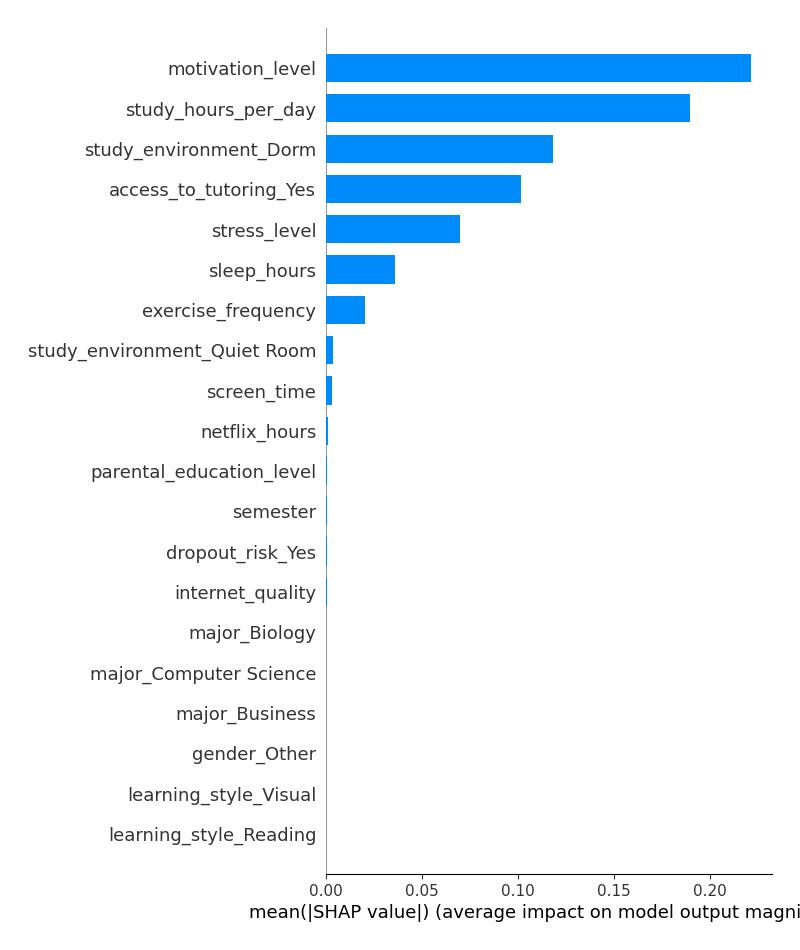 motivation_level
study_hours_per_day
study_environment_Dorm
access_to_tutoring_Yes
stress_level
sleep_hours
exercise_frequency
study_environment_Quiet Room
screen_time
netflix_hours
parental_education_level
semester
dropout_risk_Yes
internet_quality
major_Biology
major_Computer Science
major_Business
gender_Other
learning_style_Visual
learning_style_Reading
0.00 0.05 0.10 0.15 0.20
mean(|SHAP value|) (average impact on model output magni